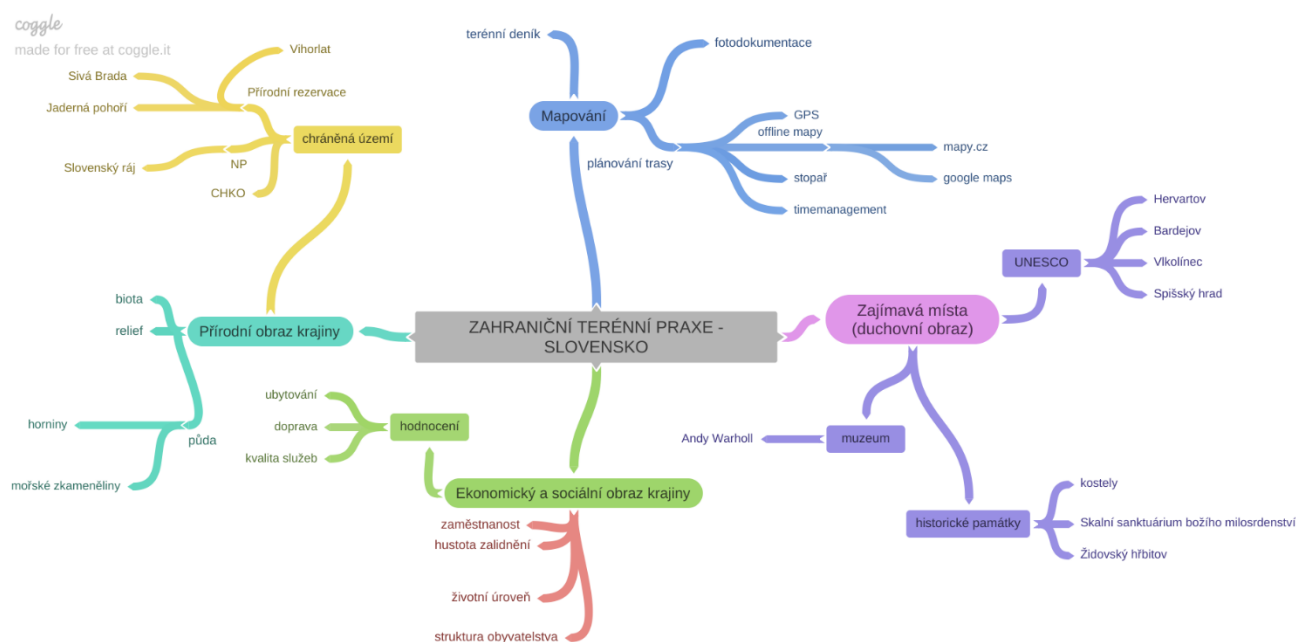 coggle
made for free at coggle.it
terénní deník
fotodokumentace
Mapování
GPS
offline mapy
plánování trasy
mapy.cz
stopař
google maps
timemanagement
Vihorlat
Sivá Brada
Přírodní rezervace
Jaderná pohoří
chráněná území
Slovenský ráj
NP
CHKO
biota
relief
Přírodní obraz krajiny
horniny
půda
mořské zkameněliny
ZAHRANIČNÍ TERÉNNÍ PRAXE -
SLOVENSKO
Zajímavá místa
(duchovní obraz)
UNESCO
Hervartov
Bardejov
Vlkolínec
Spišský hrad
Andy Warholl
muzeum
historické památky
kostely
Skalní sanktuárium božího milosrdenství
Židovský hřbitov
ubytování
doprava
hodnocení
kvalita služeb
Ekonomický a sociální obraz krajiny
zaměstnanost
hustota zalidnění
životní úroveň
struktura obyvatelstva